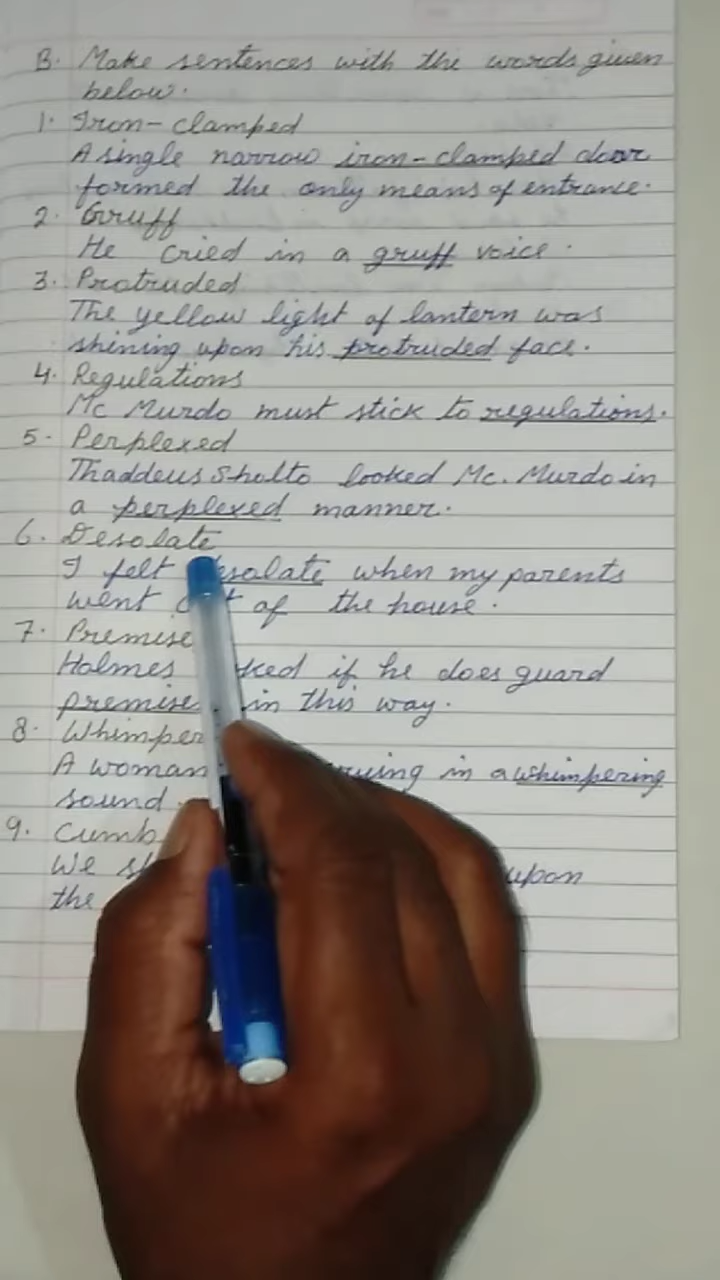 B. Make sentences with the words given
below.
1. Iron-clamped
A single narrow iron-clamped door
formed the only means of entrance.
2. Gruff
He cried in a gruff voice.
3. Protruded
The yellow light of lantern was
shining upon his protruded face.
4. Regulations
Mc Murdo must stick to regulations.
5. Perplexed
Thaddeus Sholto looked Mc. Murdo in
a perplexed manner.
6. Desolate
I felt desolate when my parents
went of the house.
7. Premise
Holmes if he does guard
premises in this way.
8. Whimper
A woman in a whimpering
sound
9.
We upon
the